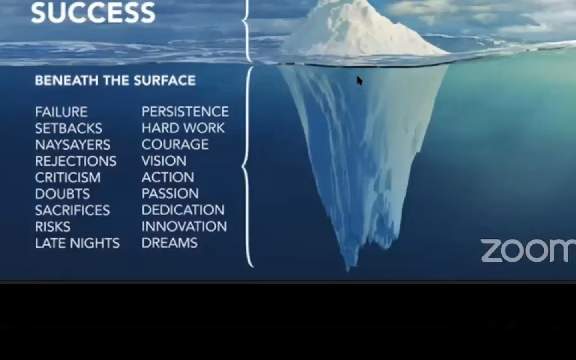 SUCCESS
BENEATH THE SURFACE
FAILURE PERSISTENCE
SETBACKS HARD WORK
NAYSAYERS COURAGE
REJECTIONS VISION
CRITICISM ACTION
DOUBTS PASSION
SACRIFICES DEDICATION
RISKS INNOVATION
LATE NIGHTS DREAMS
zoom